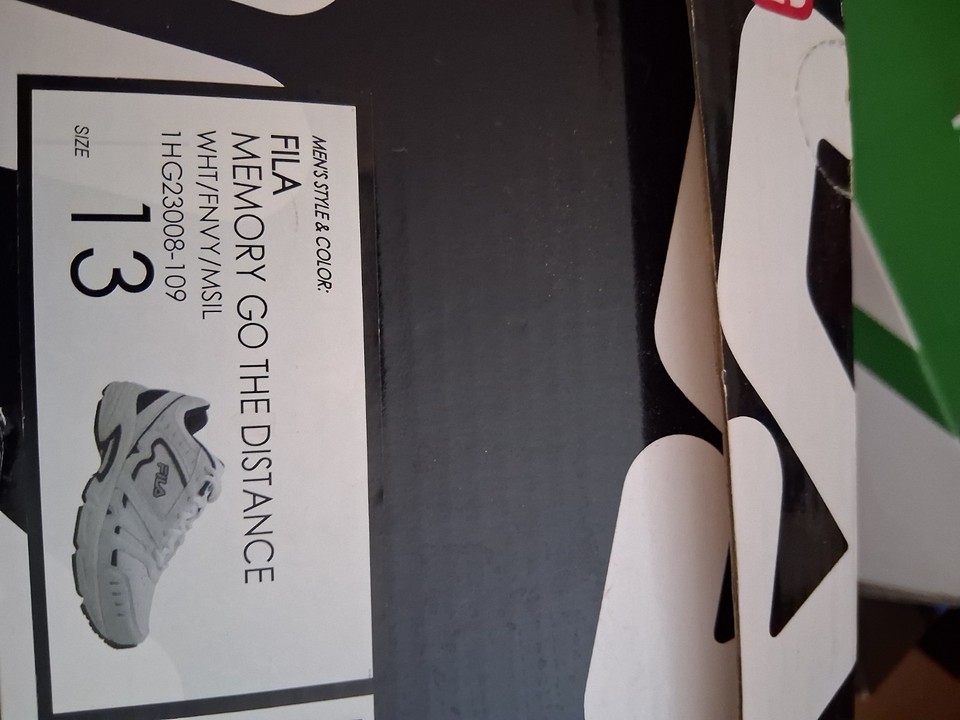 MEN'S STYLE & COLOR:
FILA
MEMORY GO THE DISTANCE
WHT/FNVY/MSIL
1HG23008-109
SIZE 13
FILA